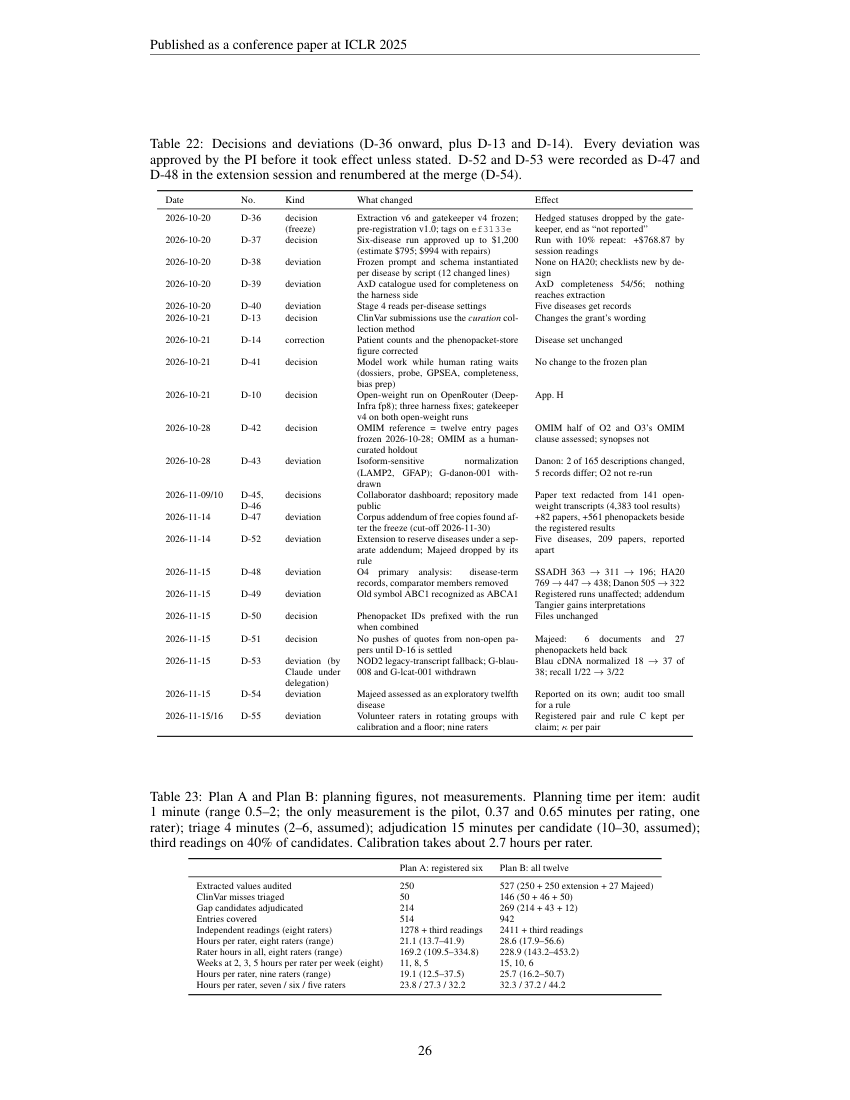 Published as a conference paper at ICLR 2025
Table 22: Decisions and deviations (D-36 onward, plus D-13 and D-14). Every deviation was
approved by the PI before it took effect unless stated. D-52 and D-53 were recorded as D-47 and
D-48 in the extension session and renumbered at the merge (D-54).
Date No. Kind What changed Effect
2026-10-20 D-36 decision Extraction v6 and gatekeeper v4 frozen; Hedged statuses dropped by the gate-
(freeze) pre-registration v1.0; tags on ef3133e keeper, end as “not reported”
2026-10-20 D-37 decision Six-disease run approved up to $1,200 Run with 10% repeat: +$768.87 by
(estimate $795; $994 with repairs) session readings
2026-10-20 D-38 deviation Frozen prompt and schema instantiated None on HA20; checklists new by de-
per disease by script (12 changed lines) sign
2026-10-20 D-39 deviation AxD catalogue used for completeness on AxD completeness 54/56; nothing
the harness side reaches extraction
2026-10-20 D-40 deviation Stage 4 reads per-disease settings Five diseases get records
2026-10-21 D-13 decision ClinVar submissions use the curation col- Changes the grant’s wording
lection method
2026-10-21 D-14 correction Patient counts and the phenopacket-store Disease set unchanged
figure corrected
2026-10-21 D-41 decision Model work while human rating waits No change to the frozen plan
(dossiers, probe, GPSEA, completeness,
bias prep)
2026-10-21 D-10 decision Open-weight run on OpenRouter (Deep- App. H
Infra fp8); three harness fixes; gatekeeper
v4 on both open-weight runs
2026-10-28 D-42 decision OMIM reference = twelve entry pages OMIM half of O2 and O3’s OMIM
frozen 2026-10-28; OMIM as a human- clause assessed; synopses not
curated holdout
2026-10-28 D-43 deviation Isoform-sensitive normalization Danon: 2 of 165 descriptions changed,
(LAMP2, GFAP); G-danon-001 with- 5 records differ; O2 not re-run
drawn
2026-11-09/10 D-45, decisions Collaborator dashboard; repository made Paper text redacted from 141 open-
D-46 public weight transcripts (4,383 tool results)
2026-11-14 D-47 deviation Corpus addendum of free copies found af- +82 papers, +561 phenopackets beside
ter the freeze (cut-off 2026-11-30) the registered results
2026-11-14 D-52 deviation Extension to reserve diseases under a sep- Five diseases, 209 papers, reported
arate addendum; Majeed dropped by its apart
rule
2026-11-15 D-48 deviation O4 primary analysis: disease-term SSADH 363 → 311 → 196; HA20
records, comparator members removed 769 → 447 → 438; Danon 505 → 322
2026-11-15 D-49 deviation Old symbol ABC1 recognized as ABCA1 Registered runs unaffected; addendum
Tangier gains interpretations
2026-11-15 D-50 decision Phenopacket IDs prefixed with the run Files unchanged
when combined
2026-11-15 D-51 decision No pushes of quotes from non-open pa- Majeed: 6 documents and 27
pers until D-16 is settled phenopackets held back
2026-11-15 D-53 deviation (by NOD2 legacy-transcript fallback; G-blau- Blau cDNA normalized 18 → 37 of
Claude under 008 and G-lcat-001 withdrawn 38; recall 1/22 → 3/22
delegation)
2026-11-15 D-54 deviation Majeed assessed as an exploratory twelfth Reported on its own; audit too small
disease for a rule
2026-11-15/16 D-55 deviation Volunteer raters in rotating groups with Registered pair and rule C kept per
calibration and a floor; nine raters claim; κ per pair
Table 23: Plan A and Plan B: planning figures, not measurements. Planning time per item: audit
1 minute (range 0.5–2; the only measurement is the pilot, 0.37 and 0.65 minutes per rating, one
rater); triage 4 minutes (2–6, assumed); adjudication 15 minutes per candidate (10–30, assumed);
third readings on 40% of candidates. Calibration takes about 2.7 hours per rater.
Plan A: registered six Plan B: all twelve
Extracted values audited 250 527 (250 + 250 extension + 27 Majeed)
ClinVar misses triaged 50 146 (50 + 46 + 50)
Gap candidates adjudicated 214 269 (214 + 43 + 12)
Entries covered 514 942
Independent readings (eight raters) 1278 + third readings 2411 + third readings
Hours per rater, eight raters (range) 21.1 (13.7–41.9) 28.6 (17.9–56.6)
Rater hours in all, eight raters (range) 169.2 (109.5–334.8) 228.9 (143.2–453.2)
Weeks at 2, 3, 5 hours per rater per week (eight) 11, 8, 5 15, 10, 6
Hours per rater, nine raters (range) 19.1 (12.5–37.5) 25.7 (16.2–50.7)
Hours per rater, seven / six / five raters 23.8 / 27.3 / 32.2 32.3 / 37.2 / 44.2
26